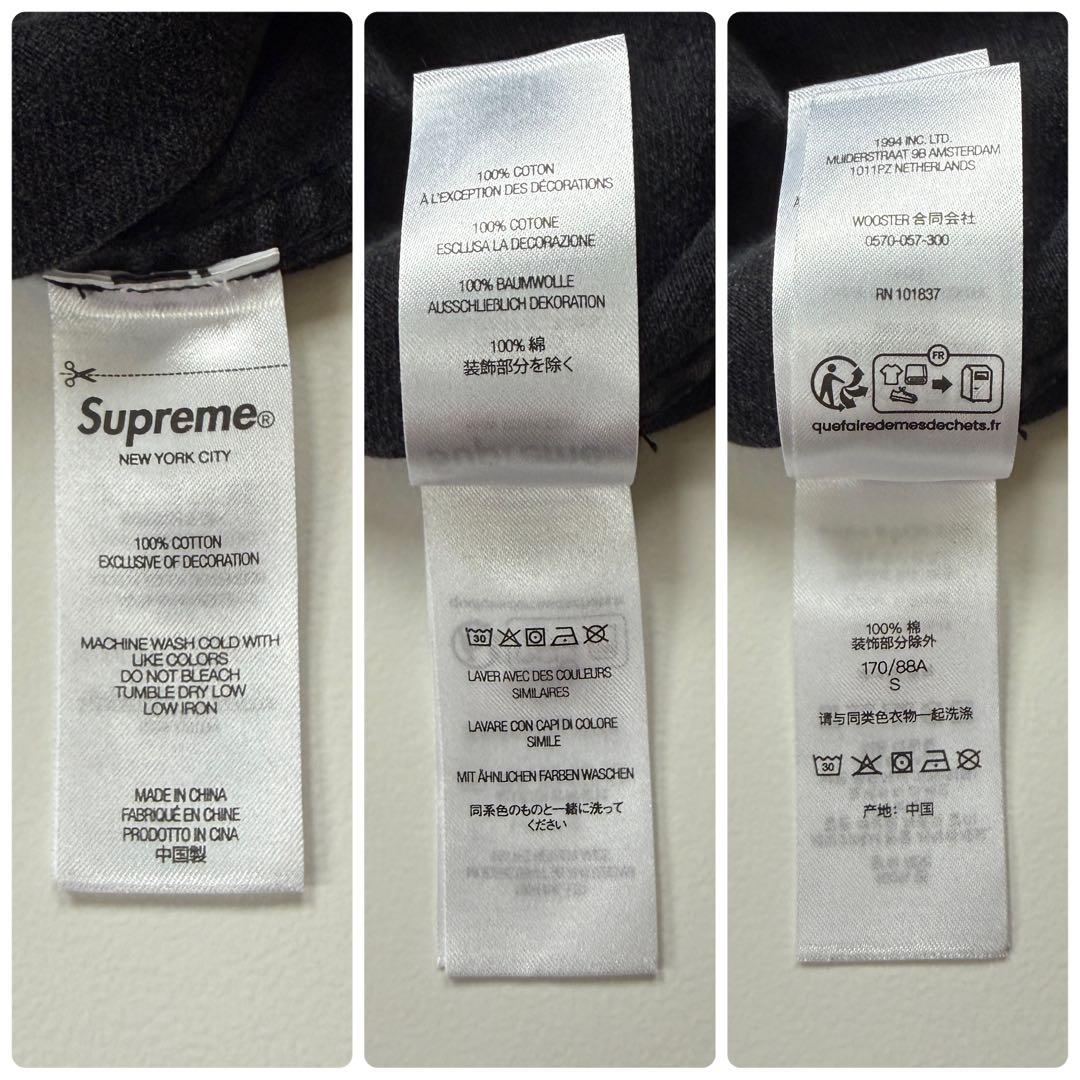 Supreme®
NEW YORK CITY
100% COTTON
EXCLUSIVE OF DECORATION
MACHINE WASH COLD WITH
LIKE COLORS
DO NOT BLEACH
TUMBLE DRY LOW
LOW IRON
MADE IN CHINA
FABRIQUÉ EN CHINE
PRODOTTO IN CINA
中国製
100% COTON
À L'EXCEPTION DES DÉCORATIONS
100% COTONE
ESCLUSA LA DECORAZIONE
100% BAUMWOLLE
AUSSCHLIEBLICH DEKORATION
100% 綿
装飾部分を除く
30
LAVER AVEC DES COULEURS
SIMILAIRES
LAVARE CON CAPI DI COLORE
SIMILE
MIT ÄHNLICHEN FARBEN WASCHEN
同系色のものと一緒に洗って
ください
1994 INC. LTD.
MUIDERSTRAAT 9B AMSTERDAM
1011PZ NETHERLANDS
WOOSTER 合同会社
0570-057-300
RN 101837
FR
quefairedemesdechets.fr
100% 棉
装饰部分除外
170/88A
S
请与同类色衣物一起洗涤
30
产地: 中国